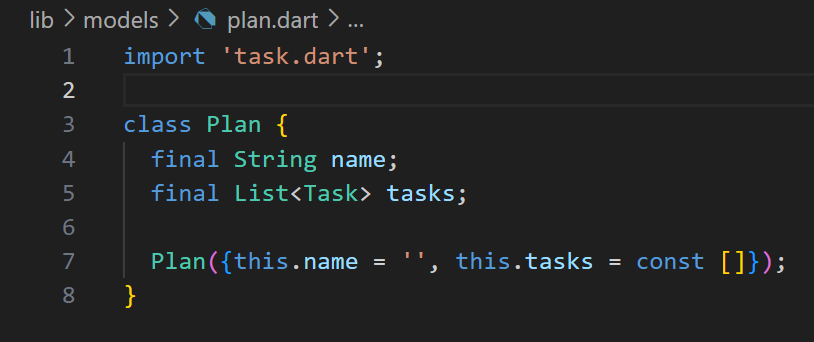 lib > models > plan.dart > ...
1 import 'task.dart';
2
3 class Plan {
4 final String name;
5 final List<Task> tasks;
6
7 Plan({this.name = '', this.tasks = const []});
8 }